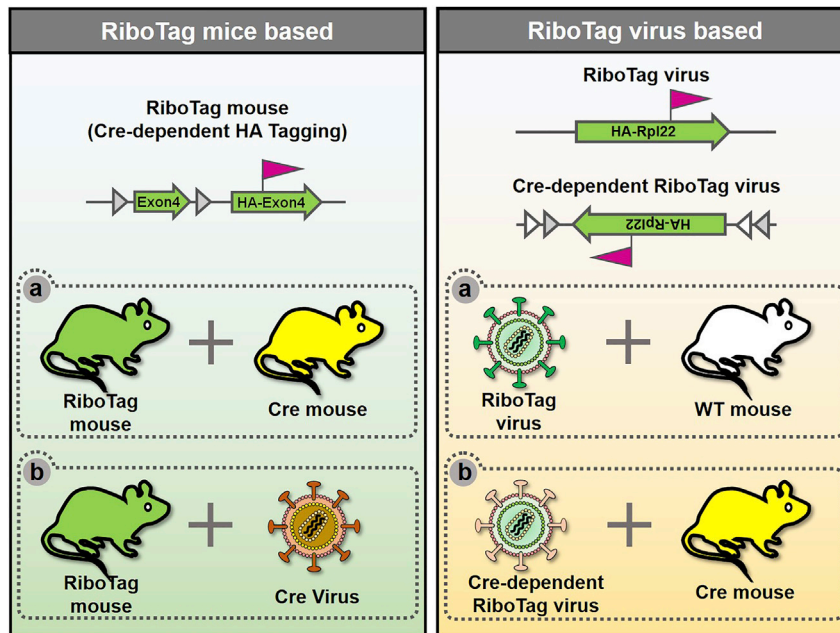 RiboTag mice based
RiboTag mouse
(Cre-dependent HA Tagging)
Exon4
HA-Exon4
a
RiboTag
mouse
Cre mouse
b
RiboTag
mouse
Cre Virus
RiboTag virus based
RiboTag virus
HA-Rpl22
Cre-dependent RiboTag virus
HA-Rpl22
a
RiboTag
virus
WT mouse
b
Cre-dependent
RiboTag virus
Cre mouse